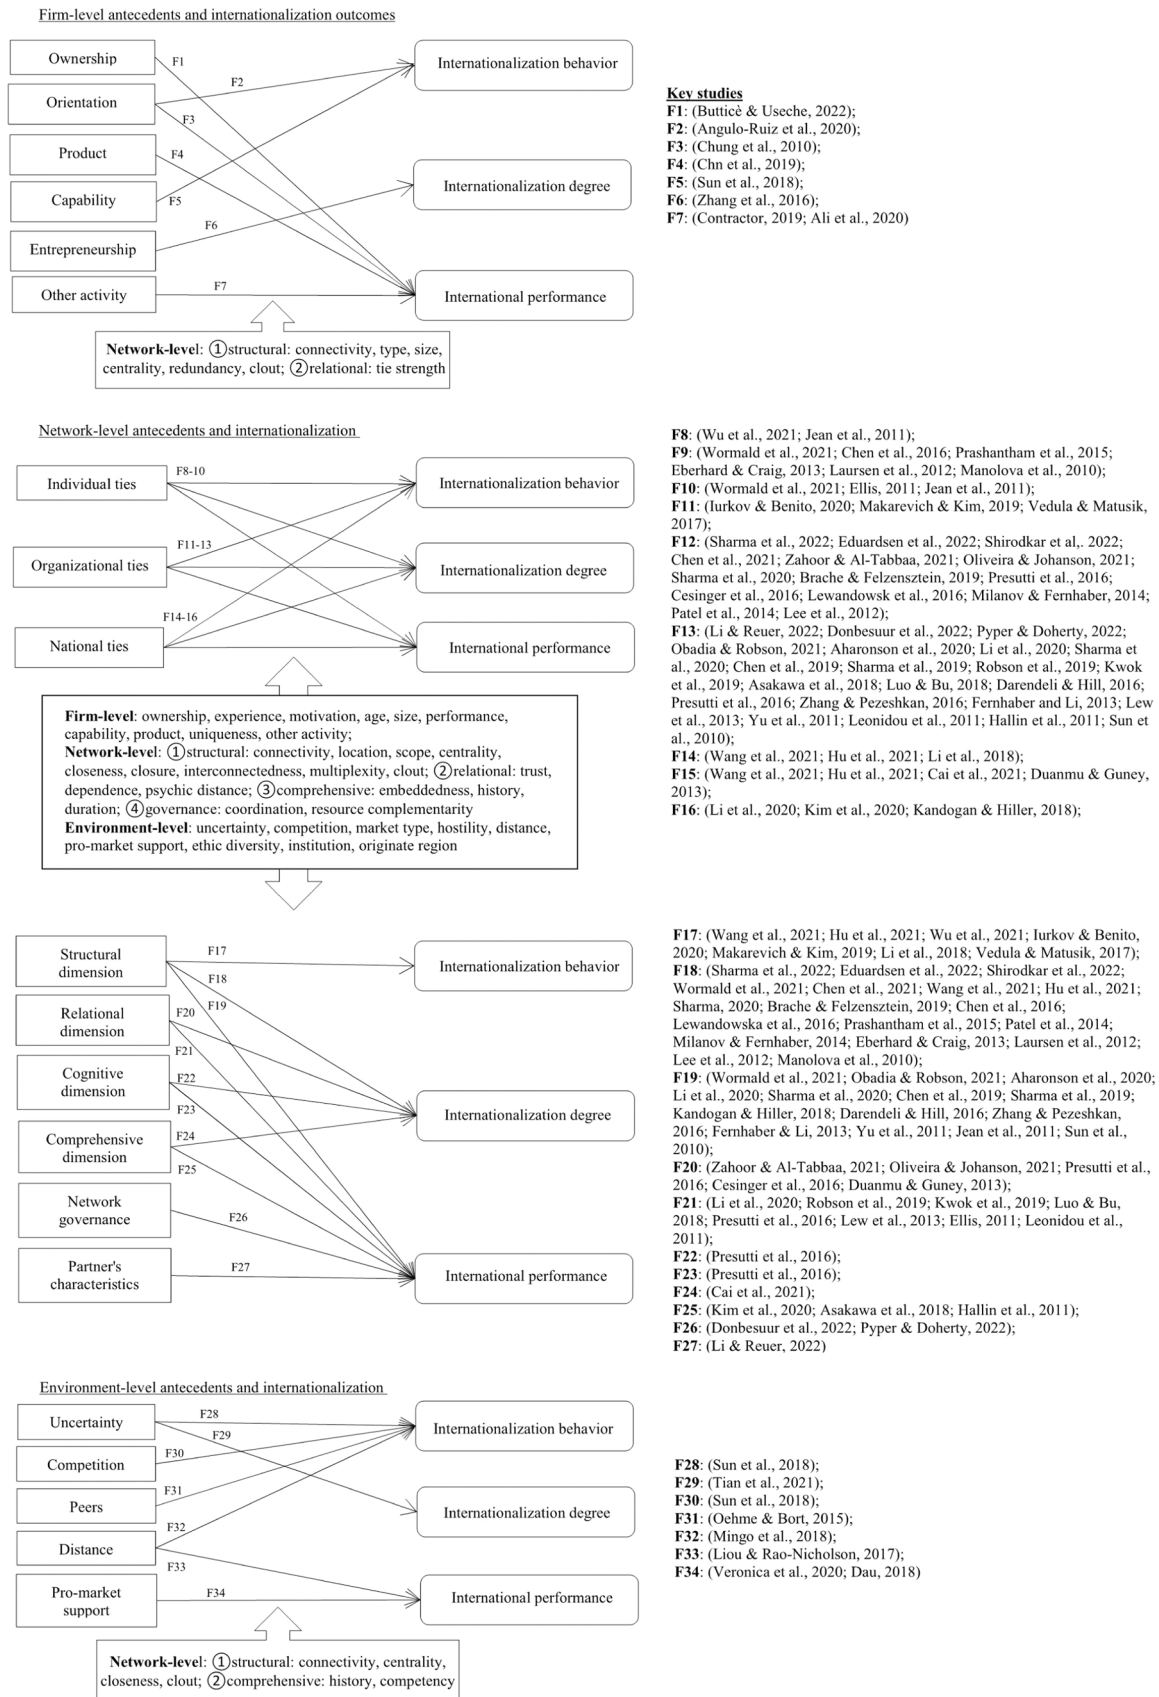 Firm-level antecedents and internationalization outcomes
Ownership
Orientation
Product
Capability
Entrepreneurship
Other activity
F1
F2
F3
F4
F5
F6
F7
Internationalization behavior
Internationalization degree
International performance
Network-level: ①structural: connectivity, type, size,
centrality, redundancy, clout; ②relational: tie strength
Key studies
F1: (Butticè & Useche, 2022);
F2: (Angulo-Ruiz et al., 2020);
F3: (Chung et al., 2010);
F4: (Chn et al., 2019);
F5: (Sun et al., 2018);
F6: (Zhang et al., 2016);
F7: (Contractor, 2019; Ali et al., 2020)
Network-level antecedents and internationalization
Individual ties
Organizational ties
National ties
F8-10
F11-13
F14-16
Internationalization behavior
Internationalization degree
International performance
Firm-level: ownership, experience, motivation, age, size, performance,
capability, product, uniqueness, other activity;
Network-level: ①structural: connectivity, location, scope, centrality,
closeness, closure, interconnectedness, multiplexity, clout; ②relational: trust,
dependence, psychic distance; ③comprehensive: embeddedness, history,
duration; ④governance: coordination, resource complementarity
Environment-level: uncertainty, competition, market type, hostility, distance,
pro-market support, ethic diversity, institution, originate region
F8: (Wu et al., 2021; Jean et al., 2011);
F9: (Wormald et al., 2021; Chen et al., 2016; Prashantham et al., 2015;
Eberhard & Craig, 2013; Laursen et al., 2012; Manolova et al., 2010);
F10: (Wormald et al., 2021; Ellis, 2011; Jean et al., 2011);
F11: (Iurkov & Benito, 2020; Makarevich & Kim, 2019; Vedula & Matusik,
2017);
F12: (Sharma et al., 2022; Eduardsen et al., 2022; Shirodkar et al,. 2022;
Chen et al., 2021; Zahoor & Al-Tabbaa, 2021; Oliveira & Johanson, 2021;
Sharma et al., 2020; Brache & Felzensztein, 2019; Presutti et al., 2016;
Cesinger et al., 2016; Lewandowsk et al., 2016; Milanov & Fernhaber, 2014;
Patel et al., 2014; Lee et al., 2012);
F13: (Li & Reuer, 2022; Donbesuur et al., 2022; Pyper & Doherty, 2022;
Obadia & Robson, 2021; Aharonson et al., 2020; Li et al., 2020; Sharma et
al., 2020; Chen et al., 2019; Sharma et al., 2019; Robson et al., 2019; Kwok
et al., 2019; Asakawa et al., 2018; Luo & Bu, 2018; Darendeli & Hill, 2016;
Presutti et al., 2016; Zhang & Pezeshkan, 2016; Fernhaber and Li, 2013; Lew
et al., 2013; Yu et al., 2011; Leonidou et al., 2011; Hallin et al., 2011; Sun et
al., 2010);
F14: (Wang et al., 2021; Hu et al., 2021; Li et al., 2018);
F15: (Wang et al., 2021; Hu et al., 2021; Cai et al., 2021; Duanmu & Guney,
2013);
F16: (Li et al., 2020; Kim et al., 2020; Kandogan & Hiller, 2018);
Structural
dimension
Relational
dimension
Cognitive
dimension
Comprehensive
dimension
Network
governance
Partner's
characteristics
F17
F18
F19
F20
F21
F22
F23
F24
F25
F26
F27
Internationalization behavior
Internationalization degree
International performance
F17: (Wang et al., 2021; Hu et al., 2021; Wu et al., 2021; Iurkov & Benito,
2020; Makarevich & Kim, 2019; Li et al., 2018; Vedula & Matusik, 2017);
F18: (Sharma et al., 2022; Eduardsen et al., 2022; Shirodkar et al., 2022;
Wormald et al., 2021; Chen et al., 2021; Wang et al., 2021; Hu et al., 2021;
Sharma, 2020; Brache & Felzensztein, 2019; Chen et al., 2016;
Lewandowska et al., 2016; Prashantham et al., 2015; Patel et al., 2014;
Milanov & Fernhaber, 2014; Eberhard & Craig, 2013; Laursen et al., 2012;
Lee et al., 2012; Manolova et al., 2010);
F19: (Wormald et al., 2021; Obadia & Robson, 2021; Aharonson et al., 2020;
Li et al., 2020; Sharma et al., 2020; Chen et al., 2019; Sharma et al., 2019;
Kandogan & Hiller, 2018; Darendeli & Hill, 2016; Zhang & Pezeshkan,
2016; Fernhaber & Li, 2013; Yu et al., 2011; Jean et al., 2011; Sun et al.,
2010);
F20: (Zahoor & Al-Tabbaa, 2021; Oliveira & Johanson, 2021; Presutti et al.,
2016; Cesinger et al., 2016; Duanmu & Guney, 2013);
F21: (Li et al., 2020; Robson et al., 2019; Kwok et al., 2019; Luo & Bu,
2018; Presutti et al., 2016; Lew et al., 2013; Ellis, 2011; Leonidou et al.,
2011);
F22: (Presutti et al., 2016);
F23: (Presutti et al., 2016);
F24: (Cai et al., 2021);
F25: (Kim et al., 2020; Asakawa et al., 2018; Hallin et al., 2011);
F26: (Donbesuur et al., 2022; Pyper & Doherty, 2022);
F27: (Li & Reuer, 2022)
Environment-level antecedents and internationalization
Uncertainty
Competition
Peers
Distance
Pro-market
support
F28
F29
F30
F31
F32
F33
F34
Internationalization behavior
Internationalization degree
International performance
Network-level: ①structural: connectivity, centrality,
closeness, clout; ②comprehensive: history, competency
F28: (Sun et al., 2018);
F29: (Tian et al., 2021);
F30: (Sun et al., 2018);
F31: (Oehme & Bort, 2015);
F32: (Mingo et al., 2018);
F33: (Liou & Rao-Nicholson, 2017);
F34: (Veronica et al., 2020; Dau, 2018)